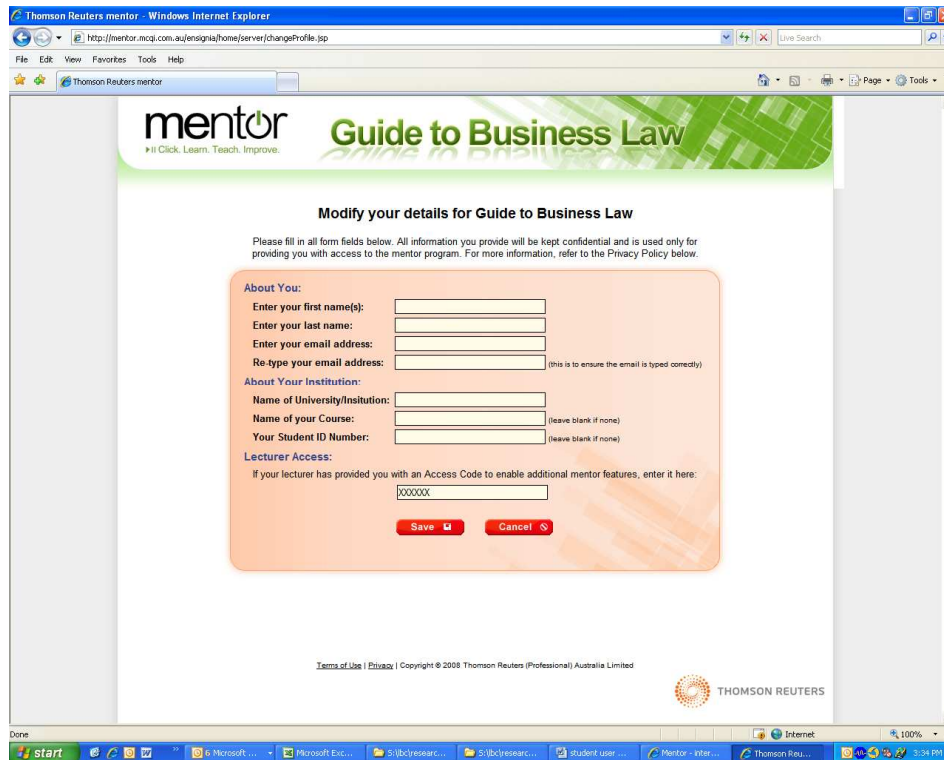 Thomson Reuters mentor - Windows Internet Explorer
http://mentor.mcqi.com.au/ensignia/home/server/changeProfile.jsp
Live Search
File Edit View Favorites Tools Help
Thomson Reuters mentor
Page Tools
mentor
Click. Learn. Teach. Improve.
Guide to Business Law
Modify your details for Guide to Business Law
Please fill in all form fields below. All information you provide will be kept confidential and is used only for
providing you with access to the mentor program. For more information, refer to the Privacy Policy below.
About You:
Enter your first name(s):
Enter your last name:
Enter your email address:
Re-type your email address: (this is to ensure the email is typed correctly)
About Your Institution:
Name of University/Insitution:
Name of your Course: (leave blank if none)
Your Student ID Number: (leave blank if none)
Lecturer Access:
If your lecturer has provided you with an Access Code to enable additional mentor features, enter it here:
XXXXXX
Save Cancel
Terms of Use | Privacy | Copyright © 2008 Thomson Reuters (Professional) Australia Limited
THOMSON REUTERS
Done Internet 100%
start 6 Microsoft ... Microsoft Exc... S:\lbc\researc... S:\lbc\researc... student user ... Mentor - Inter... Thomson Reu... 3:34 PM